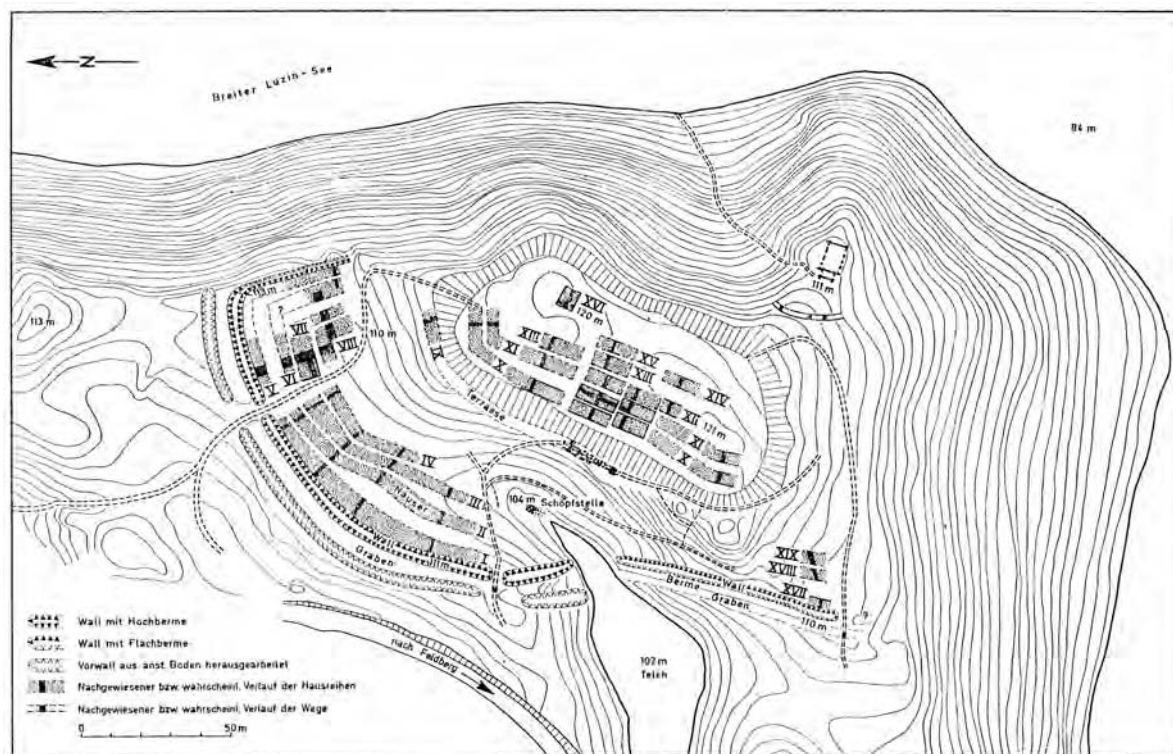 N
Breiter Luzin - See
84 m
111 m
113 m
110 m
V
VI
VII
VIII
IX
XVI
120 m
XIII
XI
X
XV
XIII
XIV
XII
121 m
XI
X
Terrasse
IV
III
II
I
Häuser
Wall
111m
Graben
104 m
Schöpfstelle
XIX
XVIII
XVII
Wall
Berme
Graben
110 m
102 m
Teich
nach Feldberg
Wall mit Hochberme
Wall mit Flachberme
Vorwall aus anst. Boden herausgearbeitet
Nachgewiesener bzw. wahrscheinl. Verlauf der Hausreihen
Nachgewiesener bzw. wahrscheinl. Verlauf der Wege
0 50 m